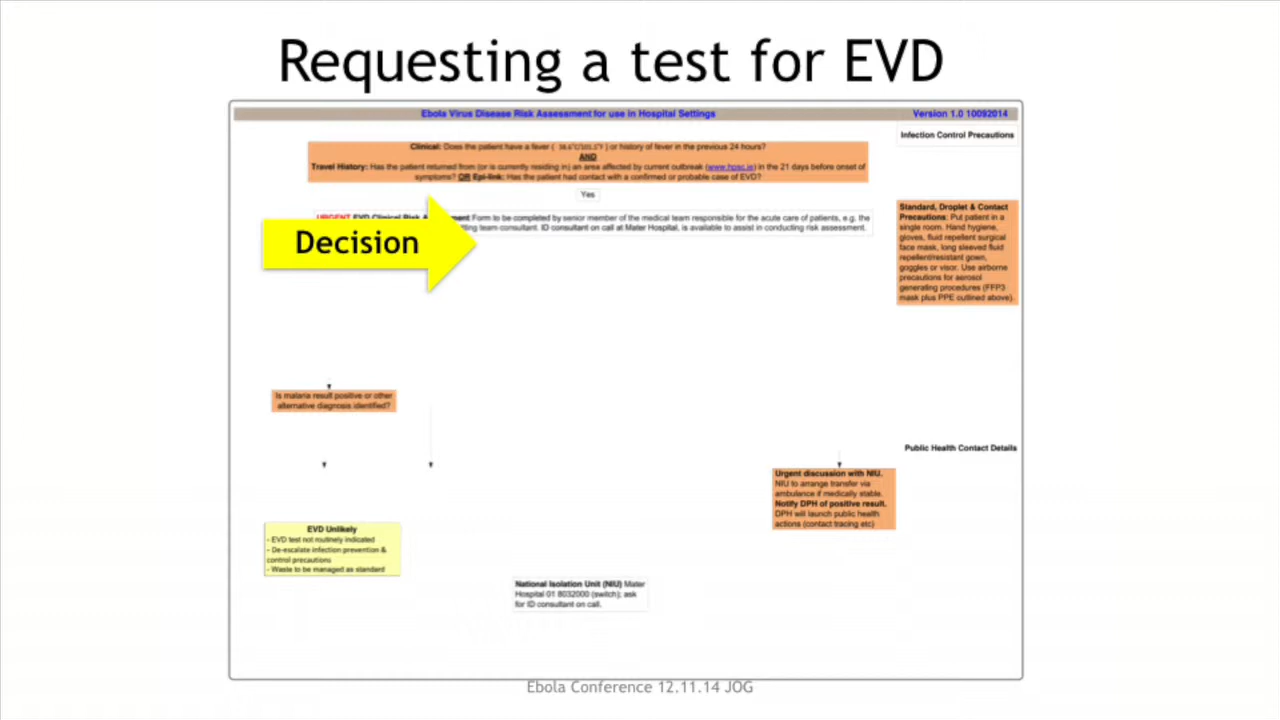 Requesting a test for EVD
Ebola Virus Disease Risk Assessment for use in Hospital Settings
Version 1.0 10092014
Infection Control Precautions
Clinical: Does the patient have a fever ( 38.6°C/101.5°F ) or history of fever in the previous 24 hours?
AND
Travel History: Has the patient returned from (or is currently residing in) an area affected by current outbreak (www.hpsc.ie) in the 21 days before onset of
symptoms? OR Epi-link: Has the patient had contact with a confirmed or probable case of EVD?
Yes
URGENT EVD Clinical Risk Form to be completed by senior member of the medical team responsible for the acute care of patients, e.g. the
team consultant. ID consultant on call at Mater Hospital, is available to assist in conducting risk assessment.
Decision
Standard, Droplet & Contact
Precautions: Put patient in a
single room. Hand hygiene,
gloves, fluid repellent surgical
face mask, long sleeved fluid
repellent/resistant gown,
goggles or visor. Use airborne
precautions for aerosol
generating procedures (FFP3
mask plus PPE outlined above).
Is malaria result positive or other
alternative diagnosis identified?
Public Health Contact Details
Urgent discussion with NIU.
NIU to arrange transfer via
ambulance if medically stable.
Notify DPH of positive result.
DPH will launch public health
actions (contact tracing etc)
EVD Unlikely
- EVD test not routinely indicated
- De-escalate infection prevention &
control precautions
- Waste to be managed as standard
National Isolation Unit (NIU) Mater
Hospital 01 8032000 (switch); ask
for ID consultant on call.
Ebola Conference 12.11.14 JOG